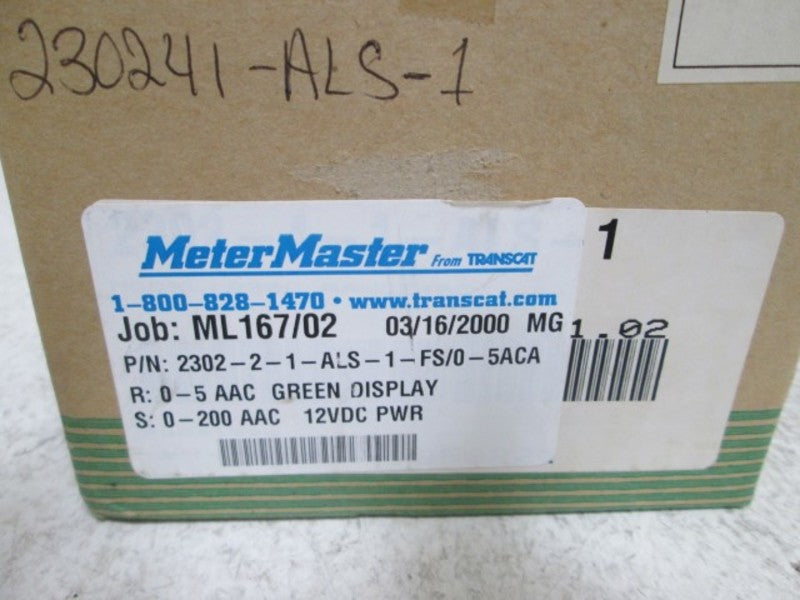 230241-ALS-1
MeterMaster From TRANSCAT
1-800-828-1470 • www.transcat.com
Job: ML167/02 03/16/2000 MG
P/N: 2302-2-1-ALS-1-FS/0-5ACA
R: 0-5 AAC GREEN DISPLAY
S: 0-200 AAC 12VDC PWR
1
1.02